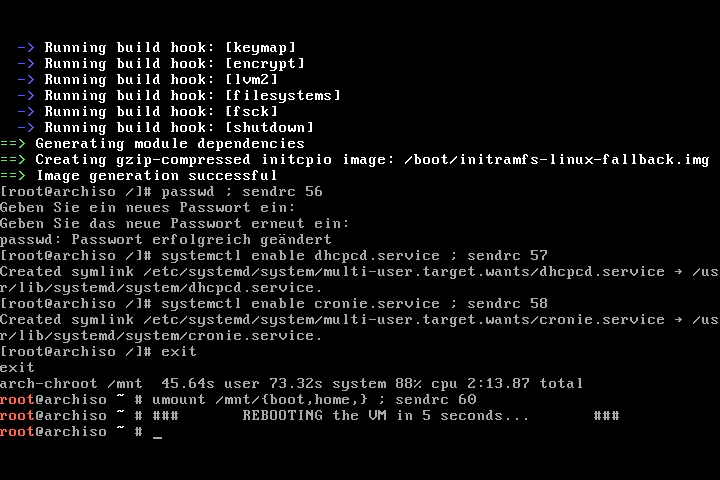 -> Running build hook: [keymap]
-> Running build hook: [encrypt]
-> Running build hook: [lvm2]
-> Running build hook: [filesystems]
-> Running build hook: [fsck]
-> Running build hook: [shutdown]
==> Generating module dependencies
==> Creating gzip-compressed initcpio image: /boot/initramfs-linux-fallback.img
==> Image generation successful
[root@archiso /]# passwd ; sendrc 56
Geben Sie ein neues Passwort ein:
Geben Sie das neue Passwort erneut ein:
passwd: Passwort erfolgreich geändert
[root@archiso /]# systemctl enable dhcpcd.service ; sendrc 57
Created symlink /etc/systemd/system/multi-user.target.wants/dhcpcd.service → /us
r/lib/systemd/system/dhcpcd.service.
[root@archiso /]# systemctl enable cronie.service ; sendrc 58
Created symlink /etc/systemd/system/multi-user.target.wants/cronie.service → /us
r/lib/systemd/system/cronie.service.
[root@archiso /]# exit
exit
arch-chroot /mnt  45.64s user 73.32s system 88% cpu 2:13.87 total
root@archiso ~ # umount /mnt/{boot,home,} ; sendrc 60
root@archiso ~ # ###       REBOOTING the VM in 5 seconds...       ###
root@archiso ~ # _